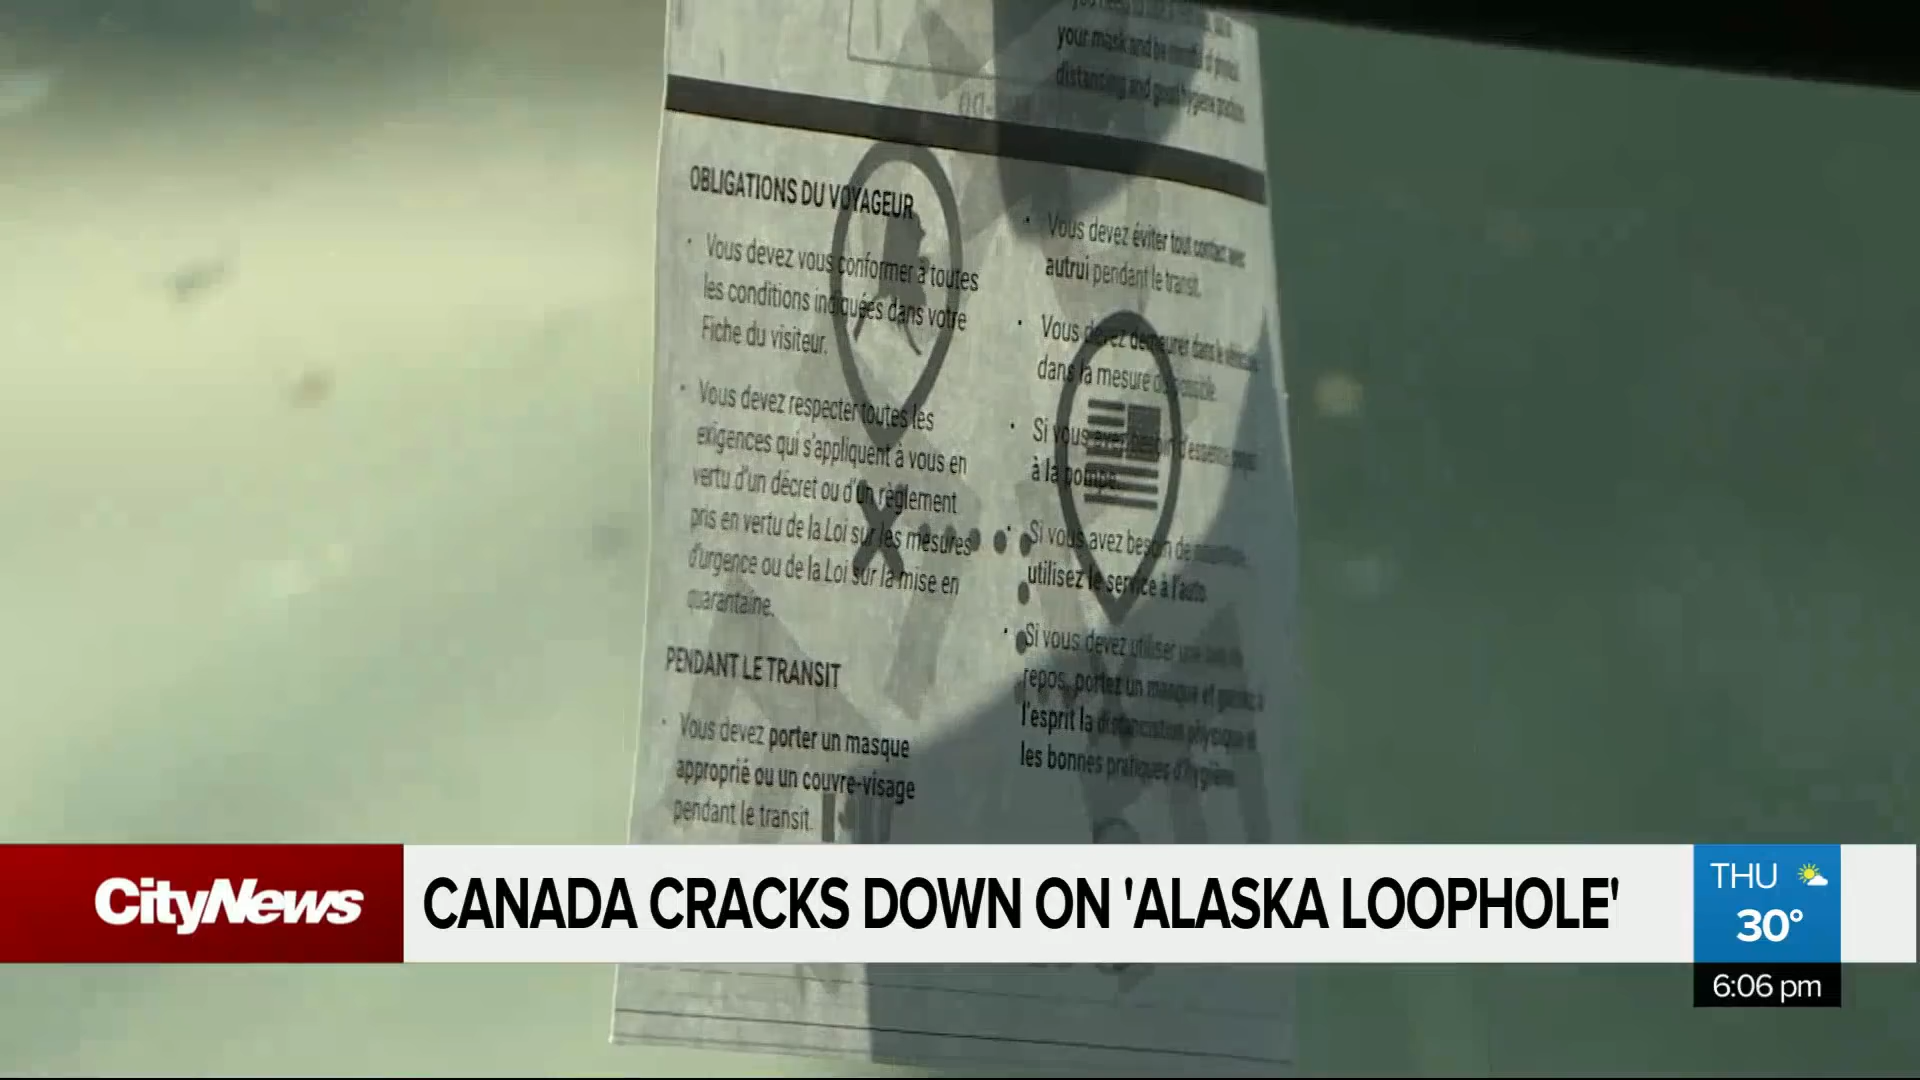 your mask and be mindful of physical
distancing and good hygiene practices.
OBLIGATIONS DU VOYAGEUR
· Vous devez vous conformer à toutes
les conditions indiquées dans votre
Fiche du visiteur.
· Vous devez respecter toutes les
exigences qui s'appliquent à vous en
vertu d'un décret ou d'un règlement
pris en vertu de la Loi sur les mesures
d'urgence ou de la Loi sur la mise en
quarantaine.
PENDANT LE TRANSIT
· Vous devez porter un masque
approprié ou un couvre-visage
pendant le transit.
· Vous devez éviter tout contact avec
autrui pendant le transit.
· Vous devez demeurer dans le véhicule
dans la mesure du possible.
· Si vous avez besoin d'essence, payez
à la pompe.
· Si vous avez besoin de nourriture,
utilisez le service à l'auto.
· Si vous devez utiliser une aire de
repos, portez un masque et gardez à
l'esprit la distanciation physique et
les bonnes pratiques d'hygiène.
CityNews
CANADA CRACKS DOWN ON 'ALASKA LOOPHOLE'
THU
30°
6:06 pm